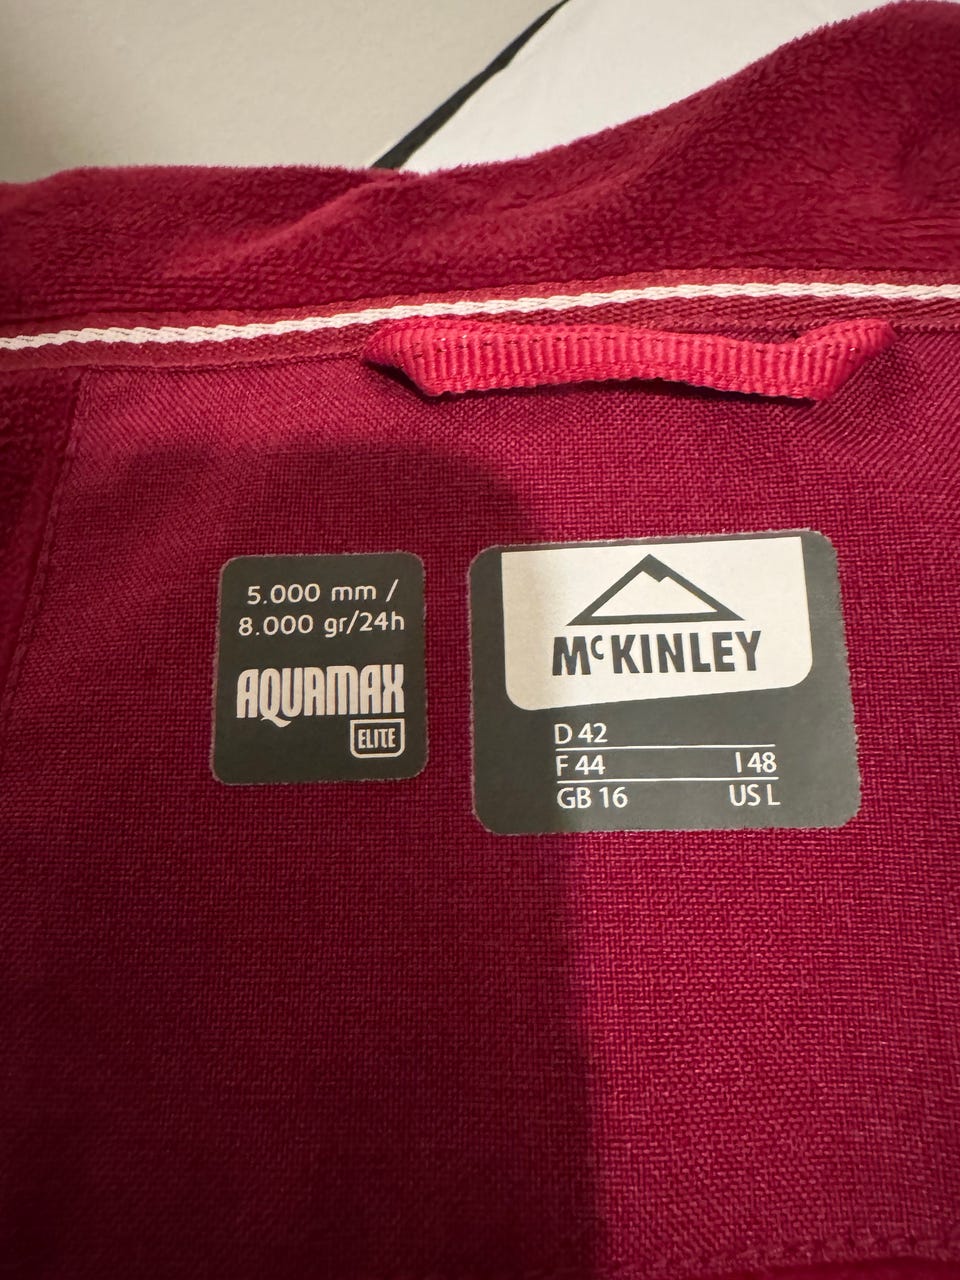 5.000 mm /
8.000 gr/24h
AQUAMAX
ELITE
McKINLEY
D 42
F 44 I 48
GB 16 US L